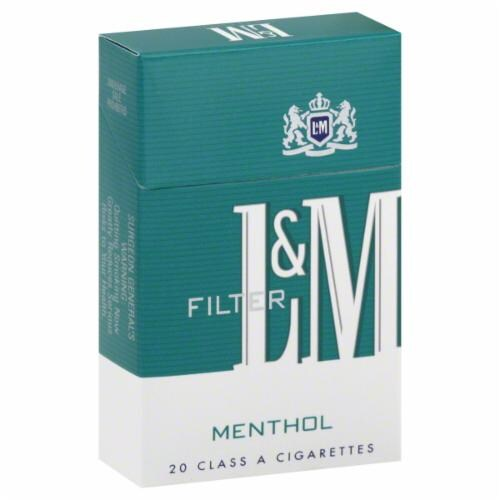 L&M
L&M
L&M
FILTER
MENTHOL
20 CLASS A CIGARETTES
SURGEON GENERAL'S
WARNING
Quitting Smoking Now
Greatly Reduces Serious
Risks to Your Health.